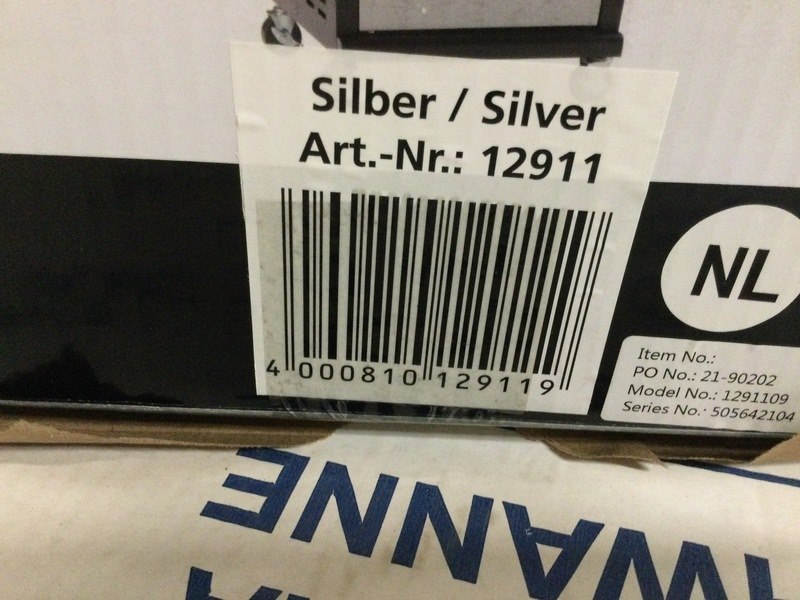 Silber / Silver
Art.-Nr.: 12911
4 000810 129119
NL
Item No.:
PO No.: 21-90202
Model No.: 1291109
Series No.: 505642104
WANNE